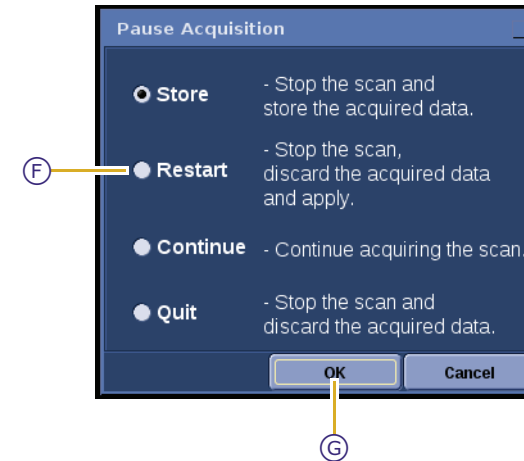 Pause Acquisition
Store
- Stop the scan and
store the acquired data.
F
Restart
- Stop the scan,
discard the acquired data
and apply.
Continue
- Continue acquiring the scan.
Quit
- Stop the scan and
discard the acquired data.
OK
Cancel
G